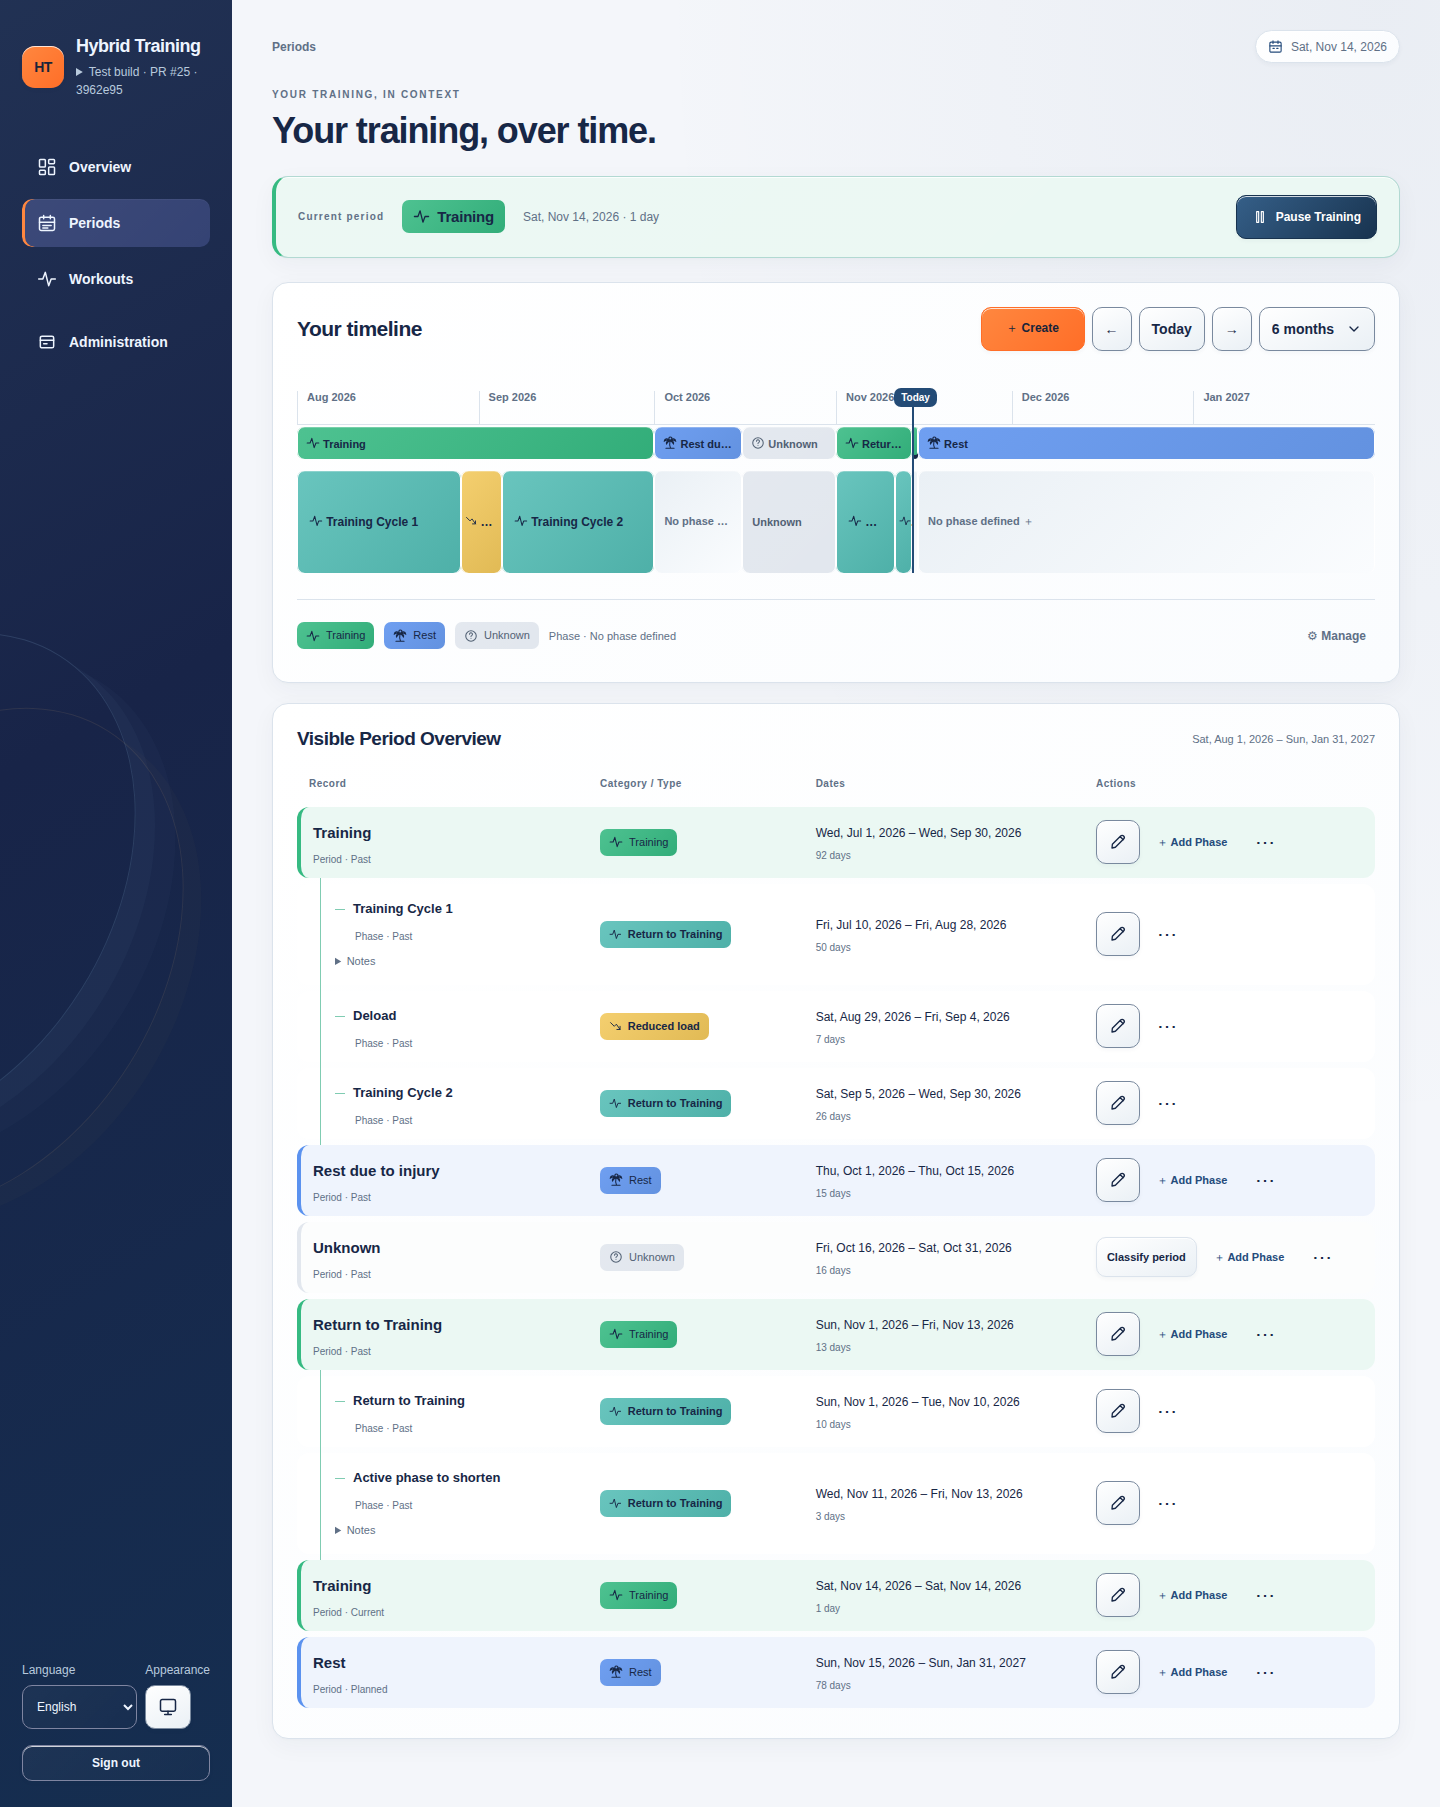 HT
Hybrid Training
▶ Test build · PR #25 ·
3962e95
Overview
Periods
Workouts
Administration
Language
Appearance
English
Sign out
Periods
Sat, Nov 14, 2026
YOUR TRAINING, IN CONTEXT
Your training, over time.
Current period
Training
Sat, Nov 14, 2026 · 1 day
Pause Training
Your timeline
+ Create
←
Today
→
6 months
Aug 2026
Sep 2026
Oct 2026
Nov 2026
Today
Dec 2026
Jan 2027
Training
Rest du…
Unknown
Retur…
Rest
Training Cycle 1
…
Training Cycle 2
No phase …
Unknown
…
No phase defined +
Training
Rest
Unknown
Phase · No phase defined
⚙ Manage
Visible Period Overview
Sat, Aug 1, 2026 – Sun, Jan 31, 2027
Record
Category / Type
Dates
Actions
Training
Period · Past
Training
Wed, Jul 1, 2026 – Wed, Sep 30, 2026
92 days
+ Add Phase
···
— Training Cycle 1
Phase · Past
▶ Notes
Return to Training
Fri, Jul 10, 2026 – Fri, Aug 28, 2026
50 days
···
— Deload
Phase · Past
Reduced load
Sat, Aug 29, 2026 – Fri, Sep 4, 2026
7 days
···
— Training Cycle 2
Phase · Past
Return to Training
Sat, Sep 5, 2026 – Wed, Sep 30, 2026
26 days
···
Rest due to injury
Period · Past
Rest
Thu, Oct 1, 2026 – Thu, Oct 15, 2026
15 days
+ Add Phase
···
Unknown
Period · Past
Unknown
Fri, Oct 16, 2026 – Sat, Oct 31, 2026
16 days
Classify period
+ Add Phase
···
Return to Training
Period · Past
Training
Sun, Nov 1, 2026 – Fri, Nov 13, 2026
13 days
+ Add Phase
···
— Return to Training
Phase · Past
Return to Training
Sun, Nov 1, 2026 – Tue, Nov 10, 2026
10 days
···
— Active phase to shorten
Phase · Past
▶ Notes
Return to Training
Wed, Nov 11, 2026 – Fri, Nov 13, 2026
3 days
···
Training
Period · Current
Training
Sat, Nov 14, 2026 – Sat, Nov 14, 2026
1 day
+ Add Phase
···
Rest
Period · Planned
Rest
Sun, Nov 15, 2026 – Sun, Jan 31, 2027
78 days
+ Add Phase
···